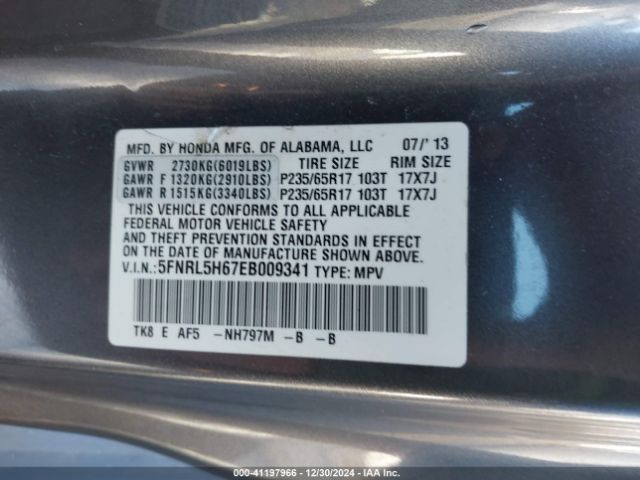 MFD. BY HONDA MFG. OF ALABAMA, LLC 07/'13
GVWR 2730KG(6019LBS) TIRE SIZE RIM SIZE
GAWR F 1320KG(2910LBS) P235/65R17 103T 17X7J
GAWR R 1515KG(3340LBS) P235/65R17 103T 17X7J
THIS VEHICLE CONFORMS TO ALL APPLICABLE
FEDERAL MOTOR VEHICLE SAFETY
AND THEFT PREVENTION STANDARDS IN EFFECT
ON THE DATE OF MANUFACTURE SHOWN ABOVE.
V.I.N.: 5FNRL5H67EB009341 TYPE: MPV
TK8 E AF5 -NH797M -B -B
Stock# 41197966 - 12/30/2024 - IAA Inc.